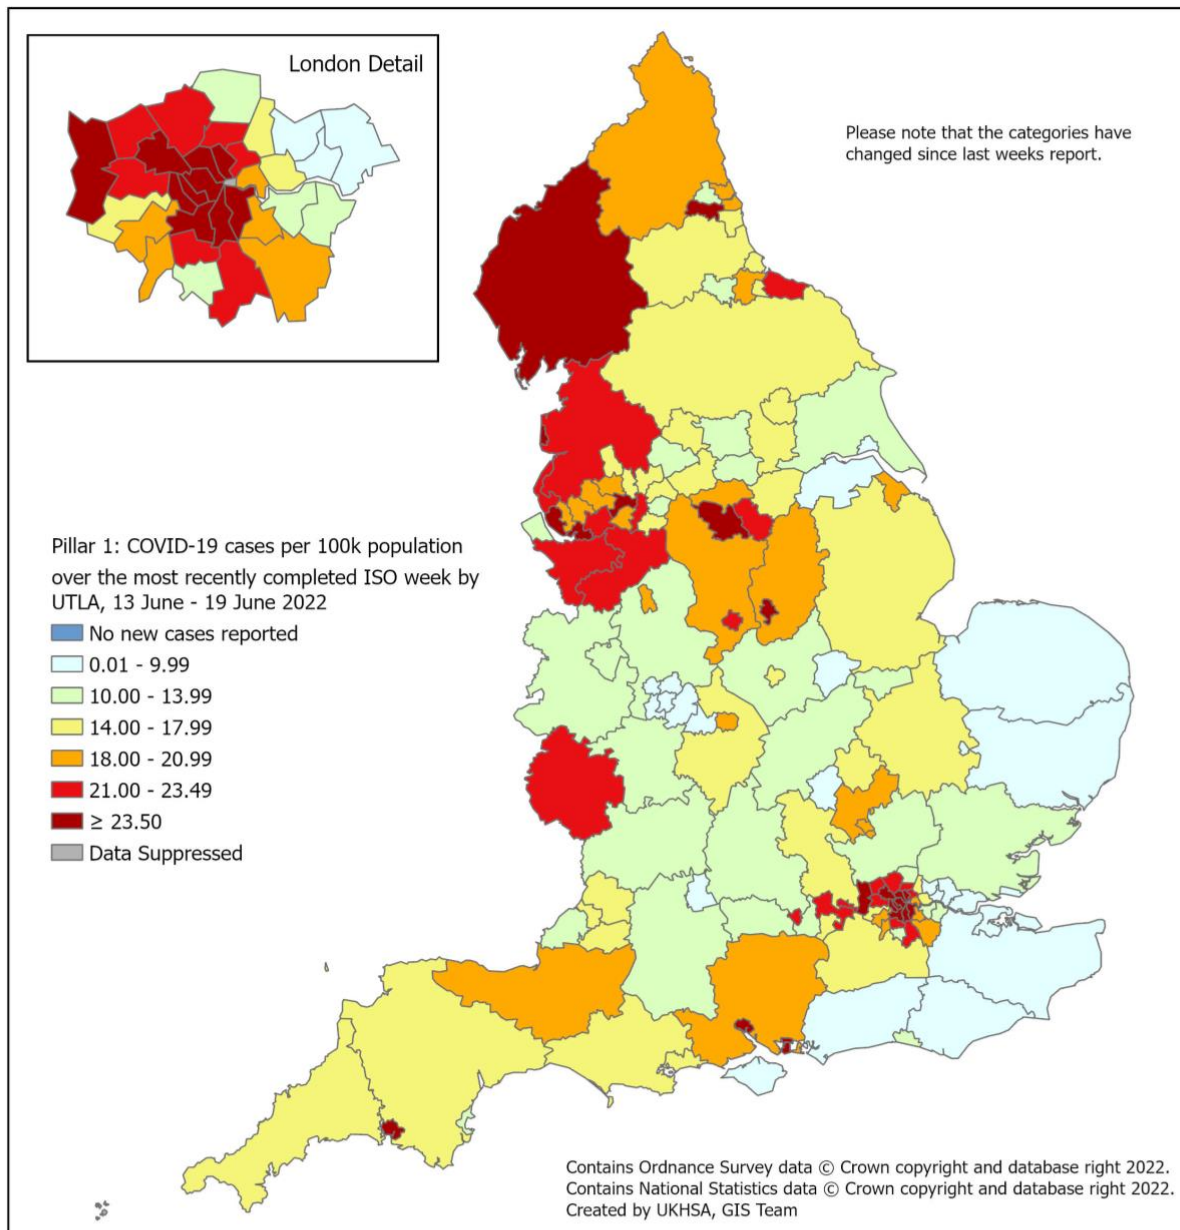 London Detail
Please note that the categories have
changed since last weeks report.
Pillar 1: COVID-19 cases per 100k population
over the most recently completed ISO week by
UTLA, 13 June - 19 June 2022
No new cases reported
0.01 - 9.99
10.00 - 13.99
14.00 - 17.99
18.00 - 20.99
21.00 - 23.49
≥ 23.50
Data Suppressed
Contains Ordnance Survey data © Crown copyright and database right 2022.
Contains National Statistics data © Crown copyright and database right 2022.
Created by UKHSA, GIS Team